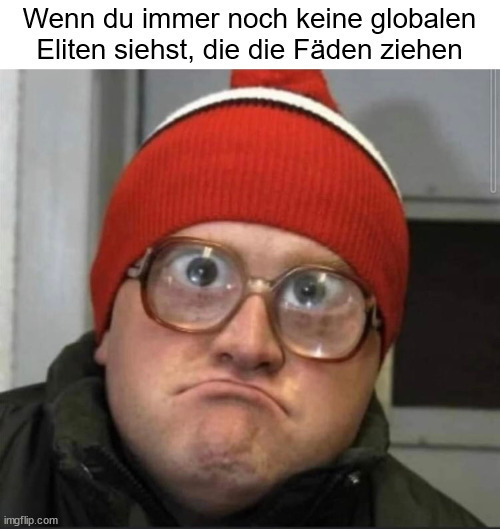 Wenn du immer noch keine globalen
Eliten siehst, die die Fäden ziehen
imgflip.com